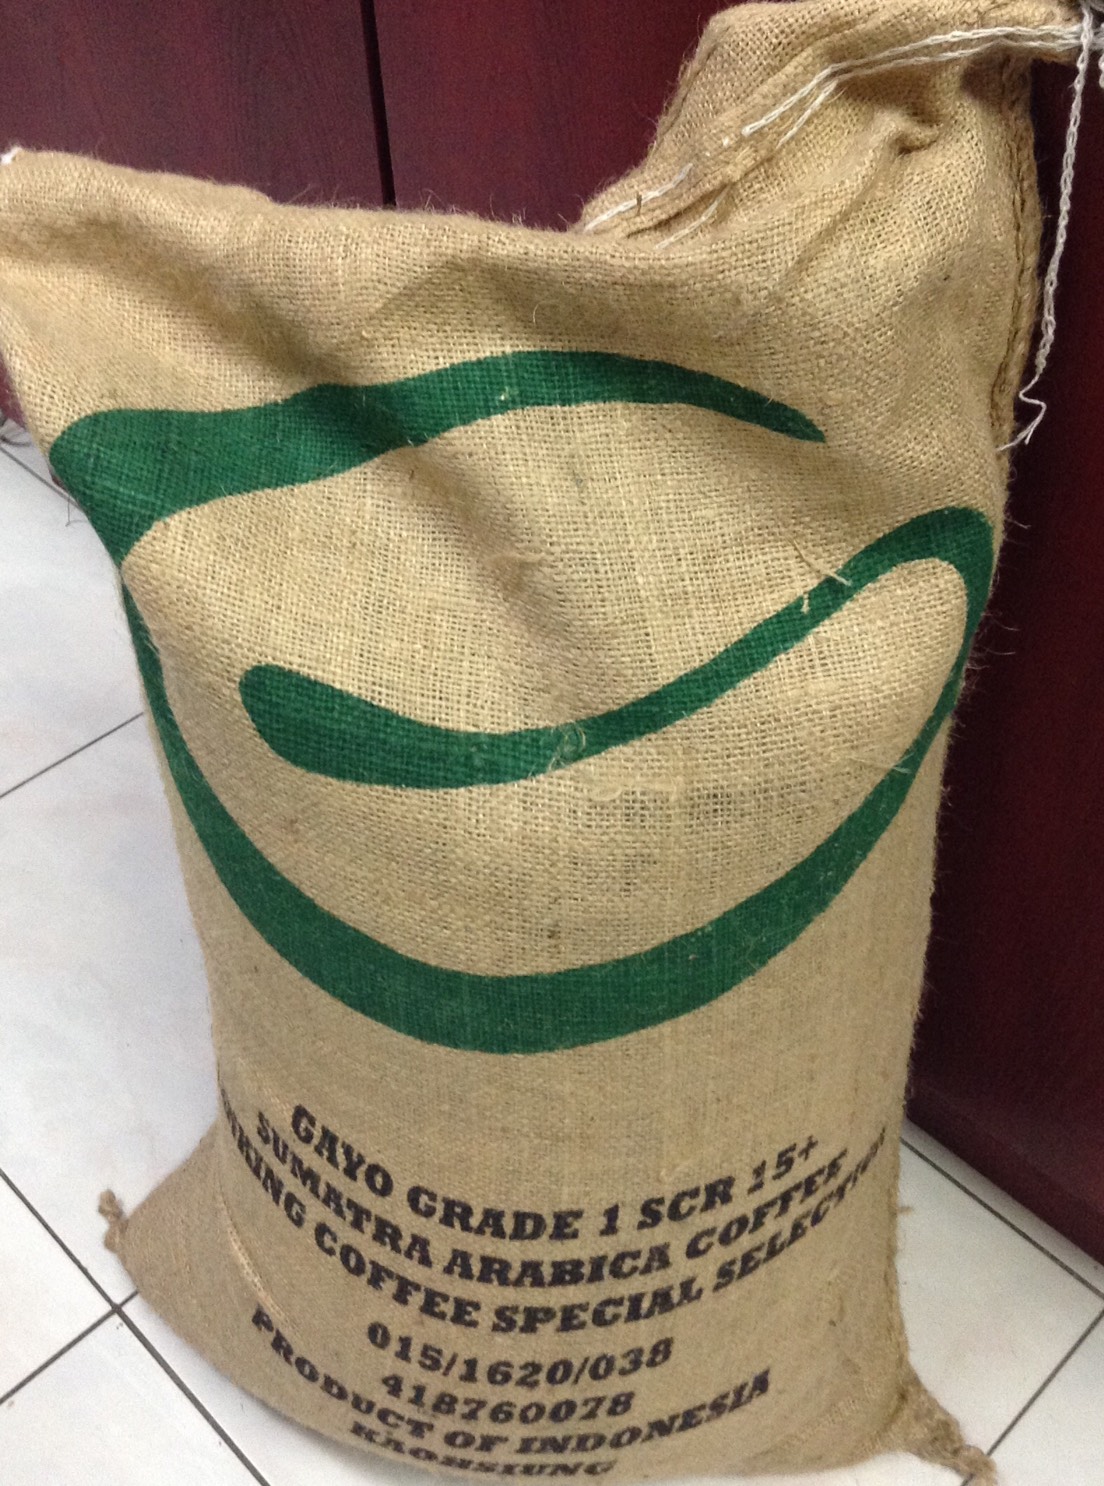 GAYO GRADE 1 SCR 15+
SUMATRA ARABICA COFFEE
COFFEE SPECIAL SELECTION
015/1620/038
418760078
PRODUCT OF INDONESIA
KAOHSIUNG